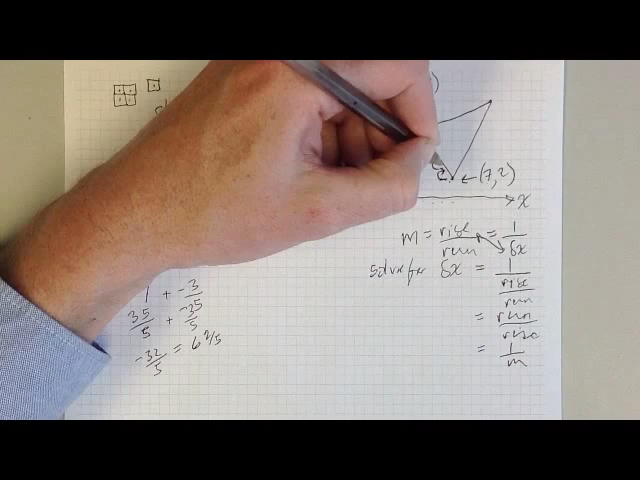 (7,2)
x
m = rise/run = 1/δx
solve for δx = 1/(rise/run)
= run/rise
= 1/m
1 + -3/5
35/5 + -35/5
-32/5 = 6 2/5